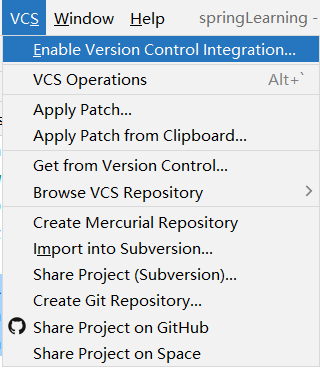 VCS Window Help springLearning -
Enable Version Control Integration...
VCS Operations Alt+`
Apply Patch...
Apply Patch from Clipboard...
Get from Version Control...
Browse VCS Repository
Create Mercurial Repository
Import into Subversion...
Share Project (Subversion)...
Create Git Repository...
Share Project on GitHub
Share Project on Space